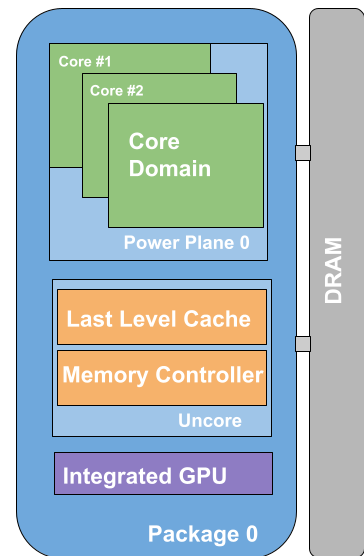 Core #1
Core #2
Core
Domain
Power Plane 0
Last Level Cache
Memory Controller
Uncore
Integrated GPU
Package 0
DRAM